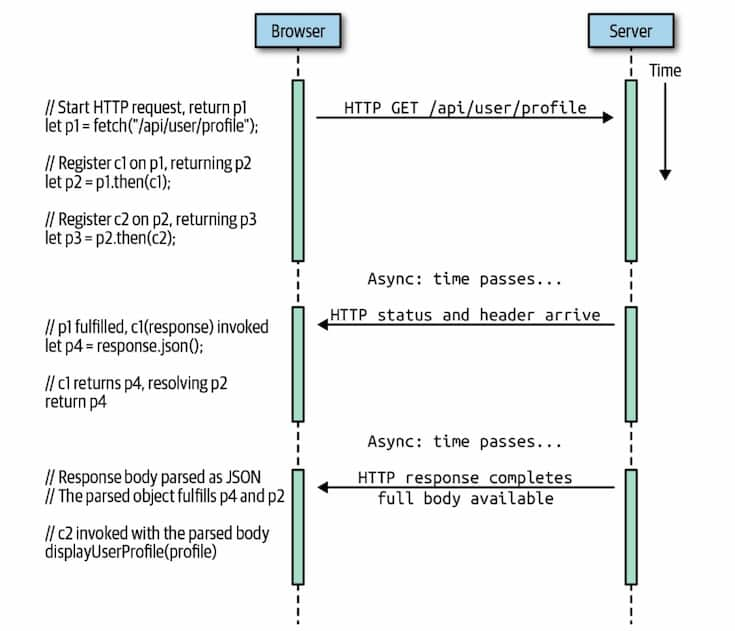 Browser
Server
Time
// Start HTTP request, return p1
let p1 = fetch("/api/user/profile");
HTTP GET /api/user/profile
// Register c1 on p1, returning p2
let p2 = p1.then(c1);
// Register c2 on p2, returning p3
let p3 = p2.then(c2);
Async: time passes...
HTTP status and header arrive
// p1 fulfilled, c1(response) invoked
let p4 = response.json();
// c1 returns p4, resolving p2
return p4
Async: time passes...
// Response body parsed as JSON
// The parsed object fulfills p4 and p2
HTTP response completes
full body available
// c2 invoked with the parsed body
displayUserProfile(profile)